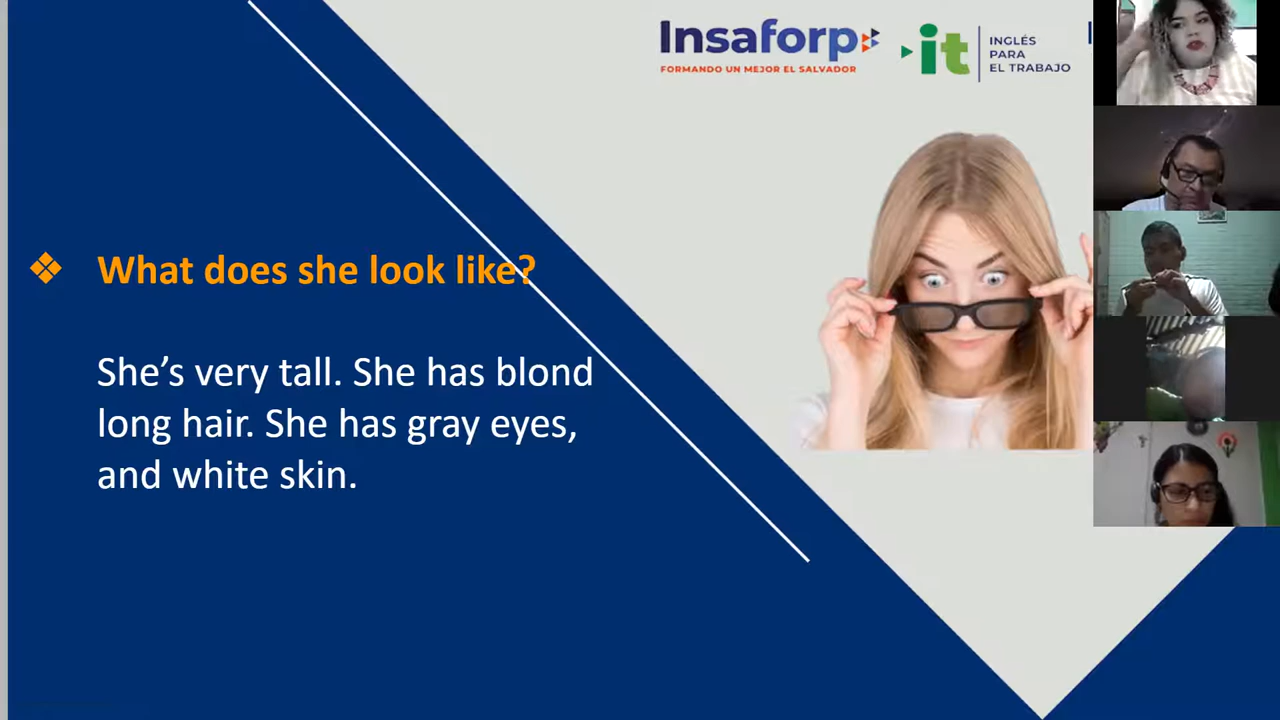 Insaforp
FORMANDO UN MEJOR EL SALVADOR
it
INGLÉS
PARA
EL TRABAJO
What does she look like?
She's very tall. She has blond
long hair. She has gray eyes,
and white skin.